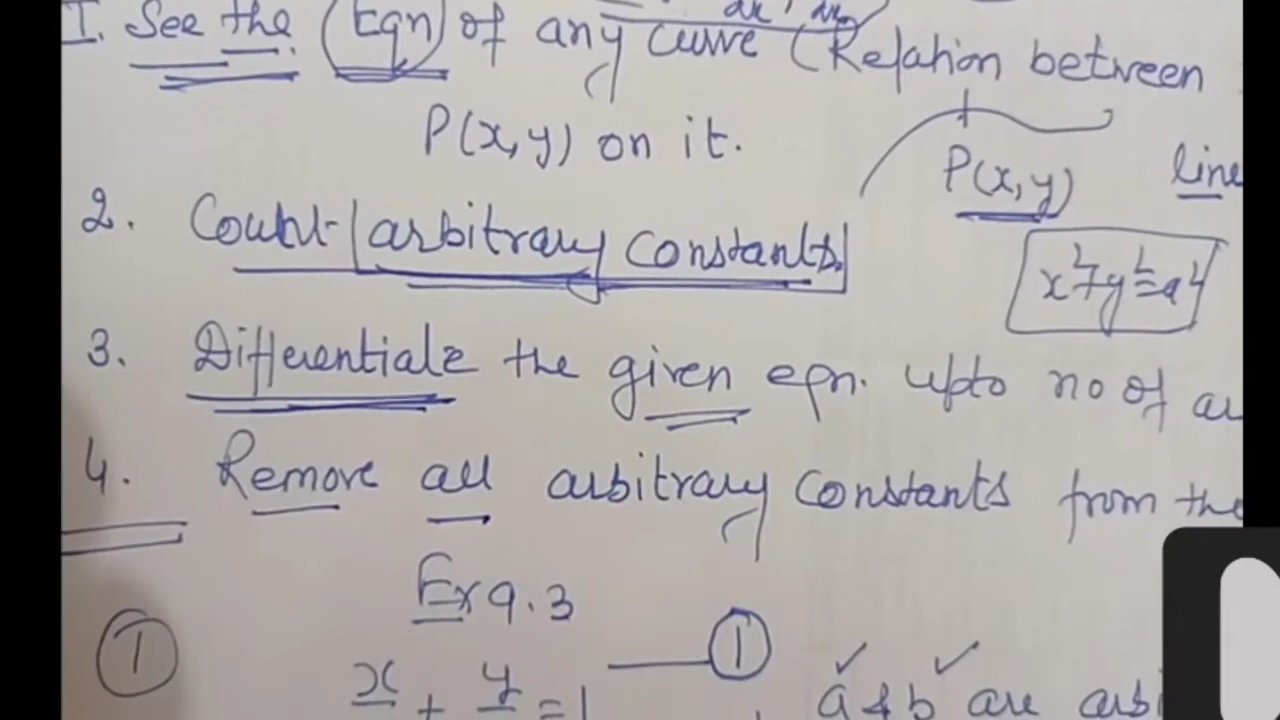 1. See the (Eqn) of any curve (Relation between
P(x,y) on it.
P(x,y) line
2. Count arbitrary constants.
x²+y²=a²
3. Differentiate the given eqn. upto no of
4. Remove all arbitrary constants from the
Ex 9.3
① x + y = 1 ①
a & b are